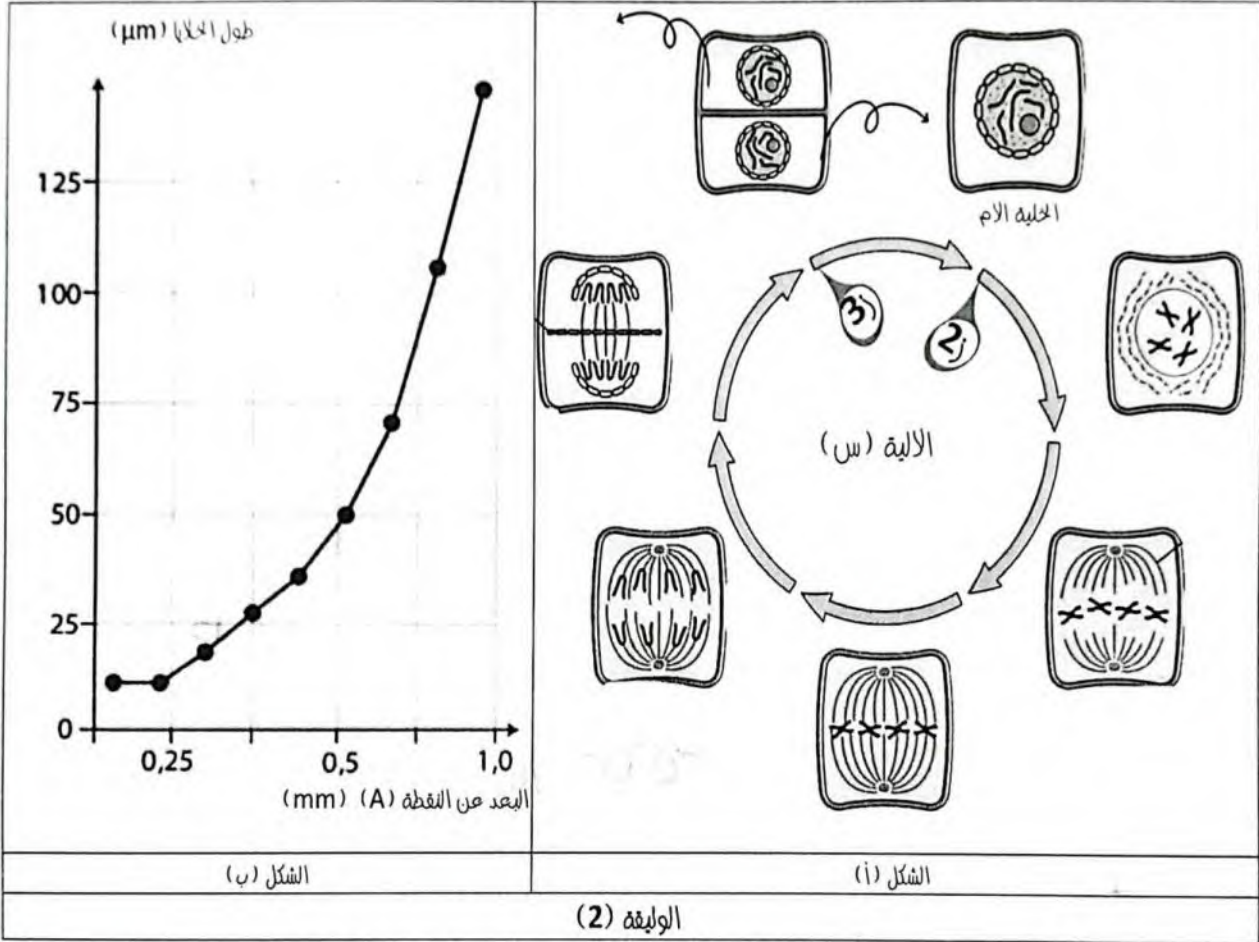 طول الخلايا (μm)
125
100
75
50
25
0
0,25
0,5
1,0
البعد عن النقطة (A) (mm)
الخلية الأم
ز3
ز2
الآلية (س)
الشكل (ب)
الشكل (أ)
الوثيقة (2)